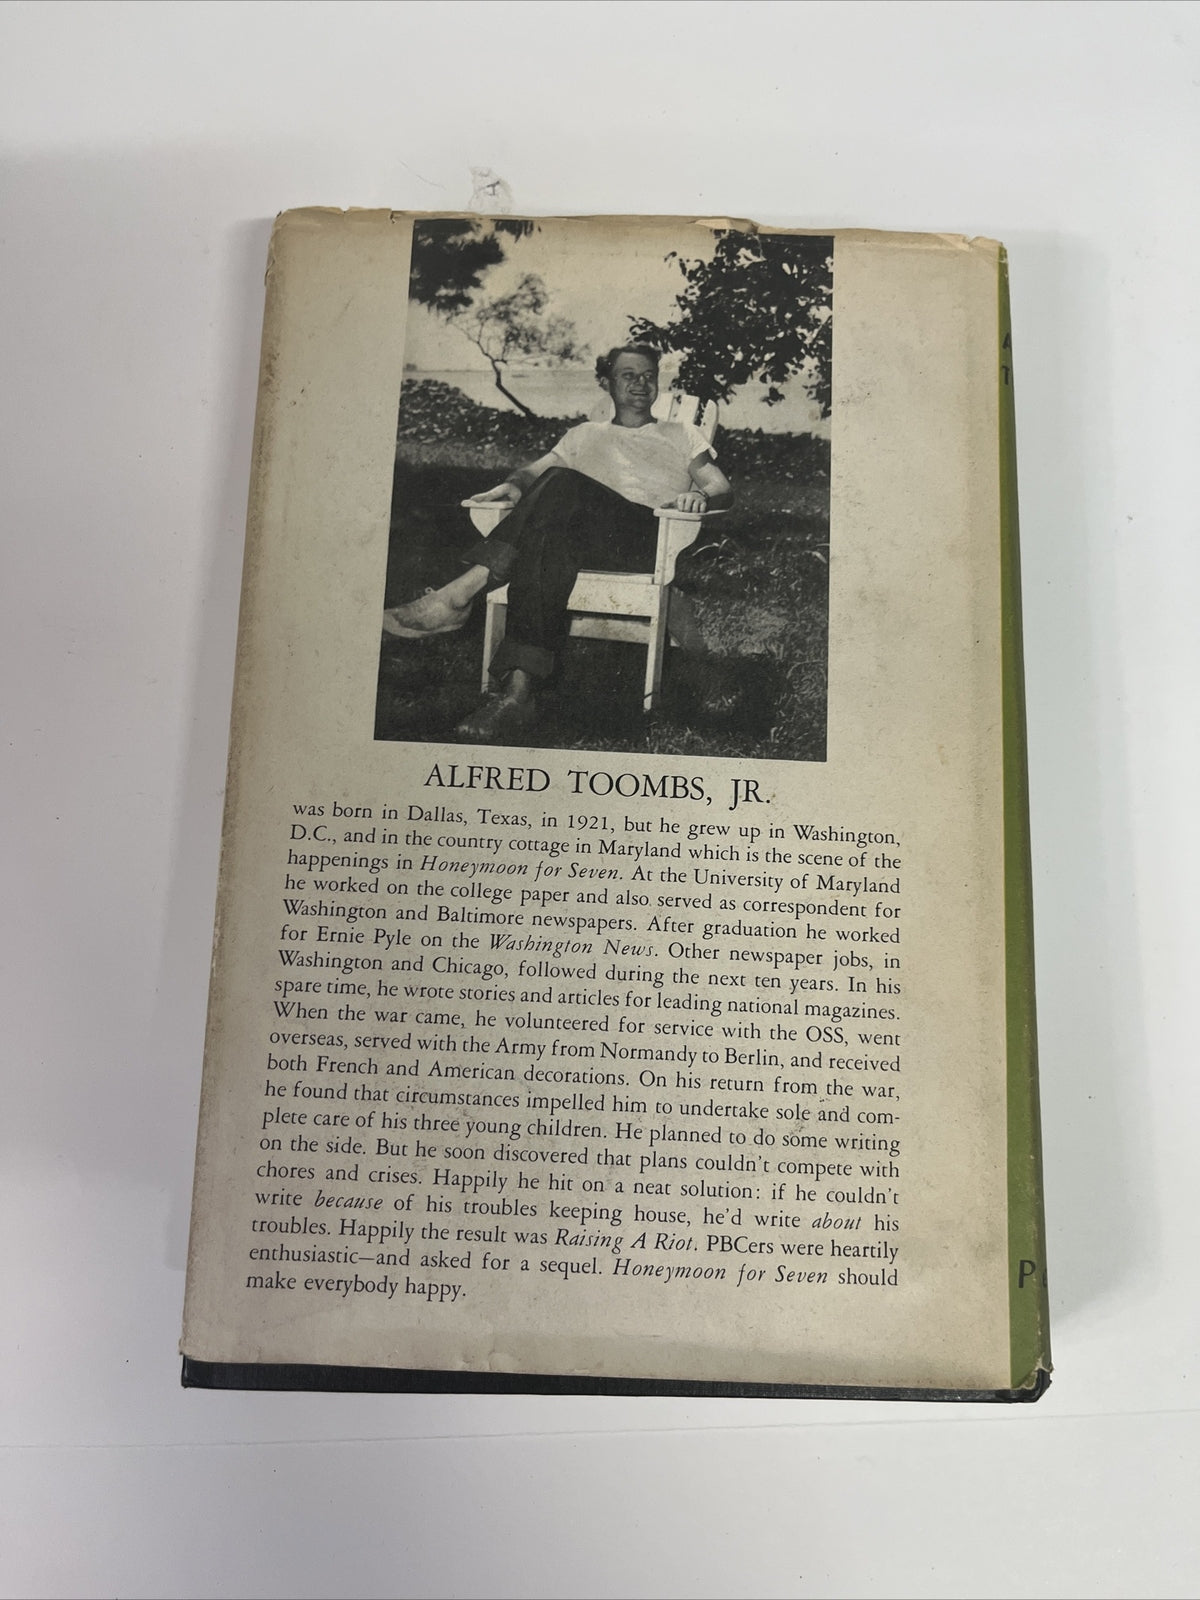 ALFRED TOOMBS, JR.
was born in Dallas, Texas, in 1921, but he grew up in Washington,
D.C., and in the country cottage in Maryland which is the scene of the
happenings in Honeymoon for Seven. At the University of Maryland
he worked on the college paper and also served as correspondent for
Washington and Baltimore newspapers. After graduation he worked
for Ernie Pyle on the Washington News. Other newspaper jobs, in
Washington and Chicago, followed during the next ten years. In his
spare time, he wrote stories and articles for leading national magazines.
When the war came, he volunteered for service with the OSS, went
overseas, served with the Army from Normandy to Berlin, and received
both French and American decorations. On his return from the war,
he found that circumstances impelled him to undertake sole and com-
plete care of his three young children. He planned to do some writing
on the side. But he soon discovered that plans couldn't compete with
chores and crises. Happily he hit on a neat solution: if he couldn't
write because of his troubles keeping house, he'd write about his
troubles. Happily the result was Raising A Riot. PBCers were heartily
enthusiastic—and asked for a sequel. Honeymoon for Seven should
make everybody happy.